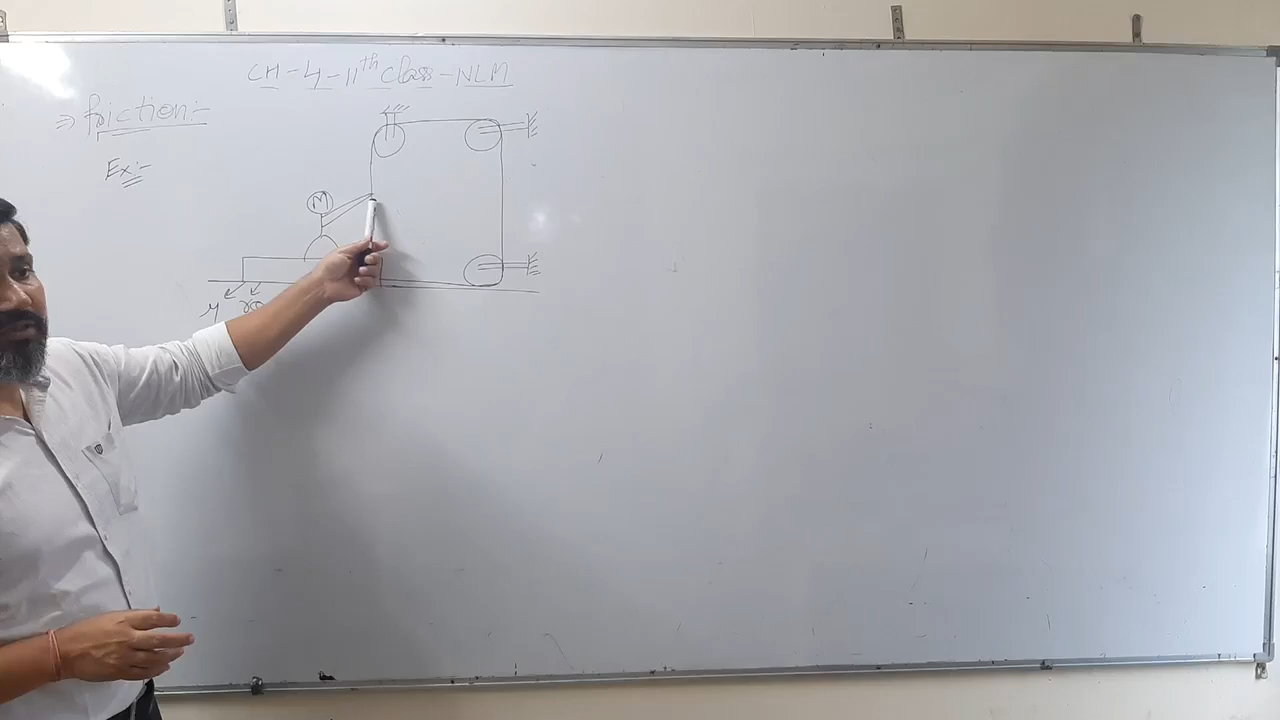 CH-4-11th Class-NLM
⇒ friction:-
Ex:-
M
μ